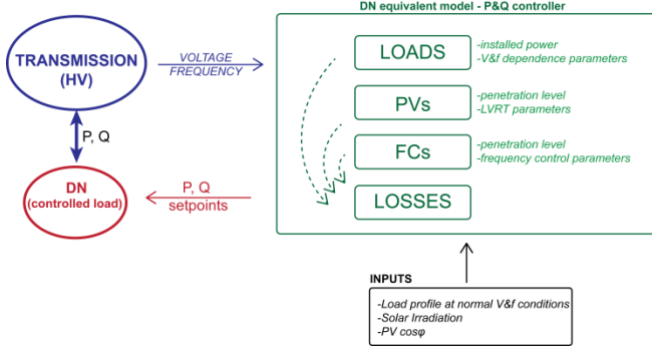 DN equivalent model - P&Q controller
TRANSMISSION
(HV)
VOLTAGE
FREQUENCY
LOADS
-installed power
-V&f dependence parameters
PVs
-penetration level
-LVRT parameters
P, Q
FCs
-penetration level
-frequency control parameters
DN
(controlled load)
P, Q
setpoints
LOSSES
INPUTS
-Load profile at normal V&f conditions
-Solar Irradiation
-PV cosφ